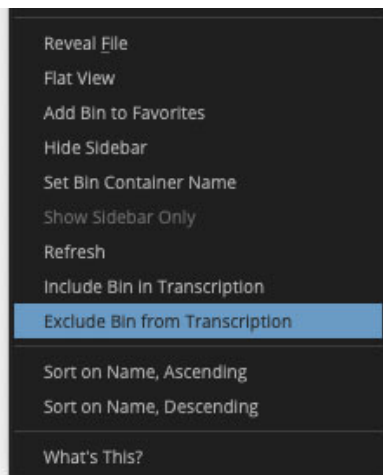 Reveal File
Flat View
Add Bin to Favorites
Hide Sidebar
Set Bin Container Name
Show Sidebar Only
Refresh
Include Bin in Transcription
Exclude Bin from Transcription
Sort on Name, Ascending
Sort on Name, Descending
What's This?